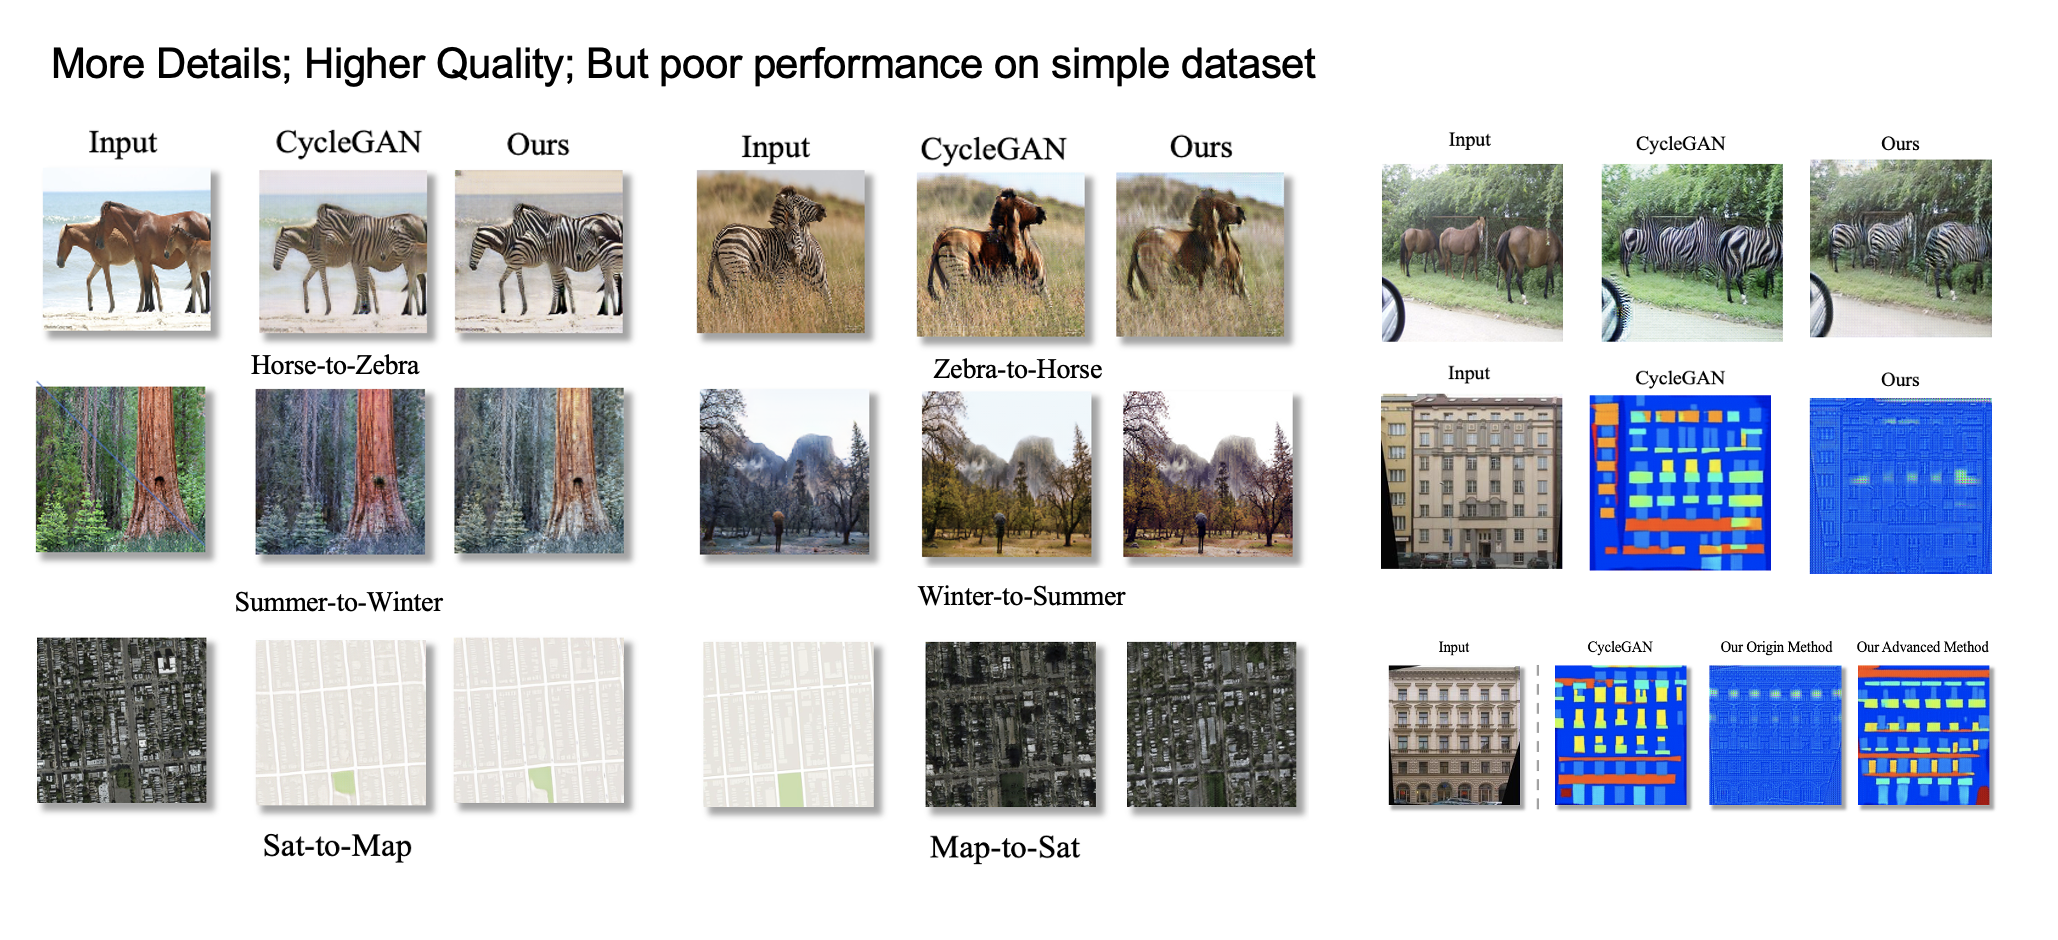 More Details; Higher Quality; But poor performance on simple dataset
Input CycleGAN Ours
Horse-to-Zebra
Input CycleGAN Ours
Zebra-to-Horse
Summer-to-Winter
Winter-to-Summer
Sat-to-Map
Map-to-Sat
Input CycleGAN Ours
Input CycleGAN Ours
Input CycleGAN Our Origin Method Our Advanced Method